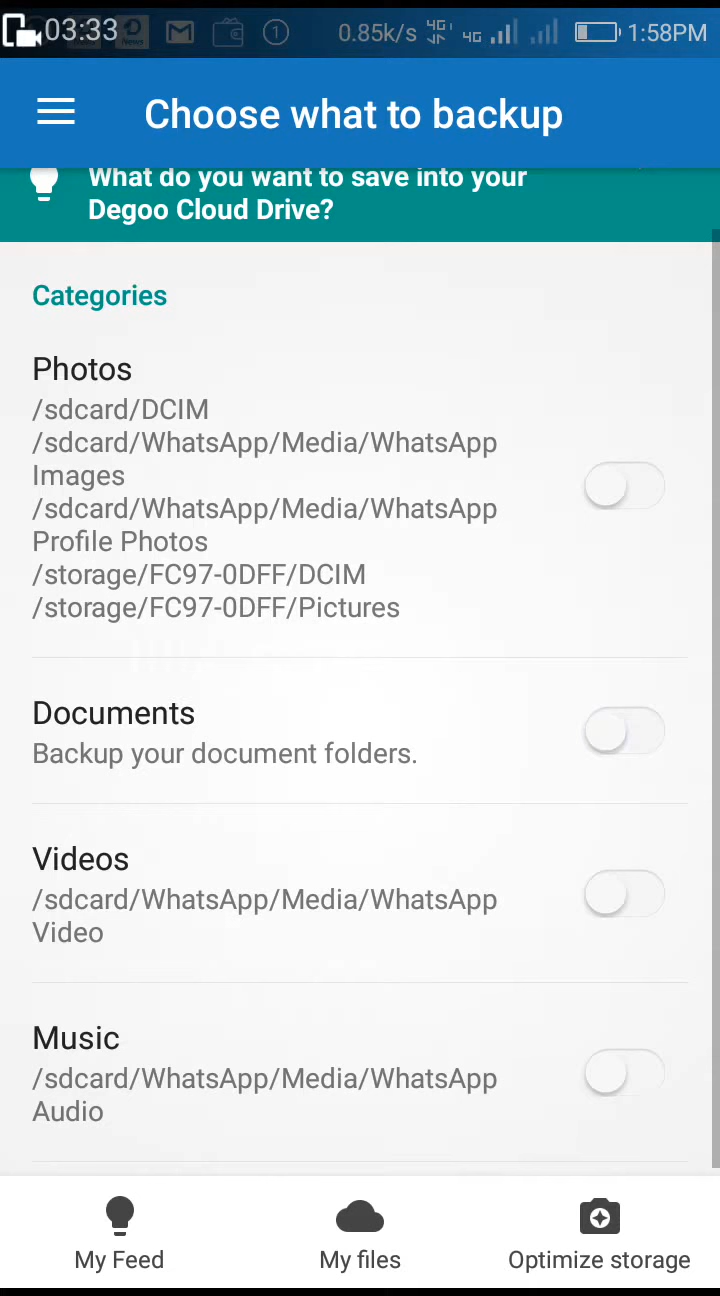 03:33 1 0.85k/s 4G 4G 1:58PM
Choose what to backup
What do you want to save into your
Degoo Cloud Drive?
Categories
Photos
/sdcard/DCIM
/sdcard/WhatsApp/Media/WhatsApp
Images
/sdcard/WhatsApp/Media/WhatsApp
Profile Photos
/storage/FC97-0DFF/DCIM
/storage/FC97-0DFF/Pictures
Documents
Backup your document folders.
Videos
/sdcard/WhatsApp/Media/WhatsApp
Video
Music
/sdcard/WhatsApp/Media/WhatsApp
Audio
My Feed
My files
Optimize storage